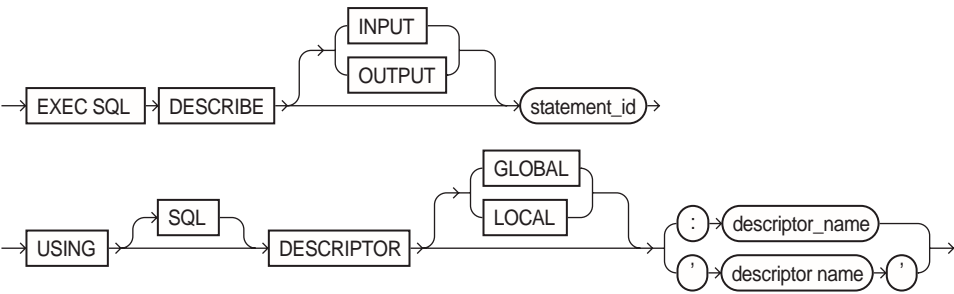 INPUT
OUTPUT
EXEC SQL DESCRIBE statement_id
GLOBAL
SQL LOCAL : descriptor_name
USING DESCRIPTOR ' descriptor name '